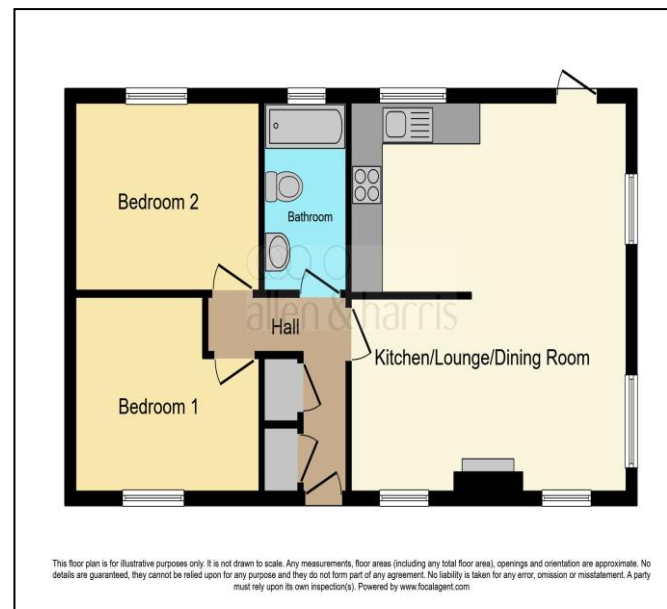 Bedroom 2
Bathroom
allen & harris
Hall
Kitchen/Lounge/Dining Room
Bedroom 1
This floor plan is for illustrative purposes only. It is not drawn to scale. Any measurements, floor areas (including any total floor area), openings and orientation are approximate. No
details are guaranteed, they cannot be relied upon for any purpose and they do not form part of any agreement. No liability is taken for any error, omission or misstatement. A party
must rely upon its own inspection(s). Powered by www.focalagent.com